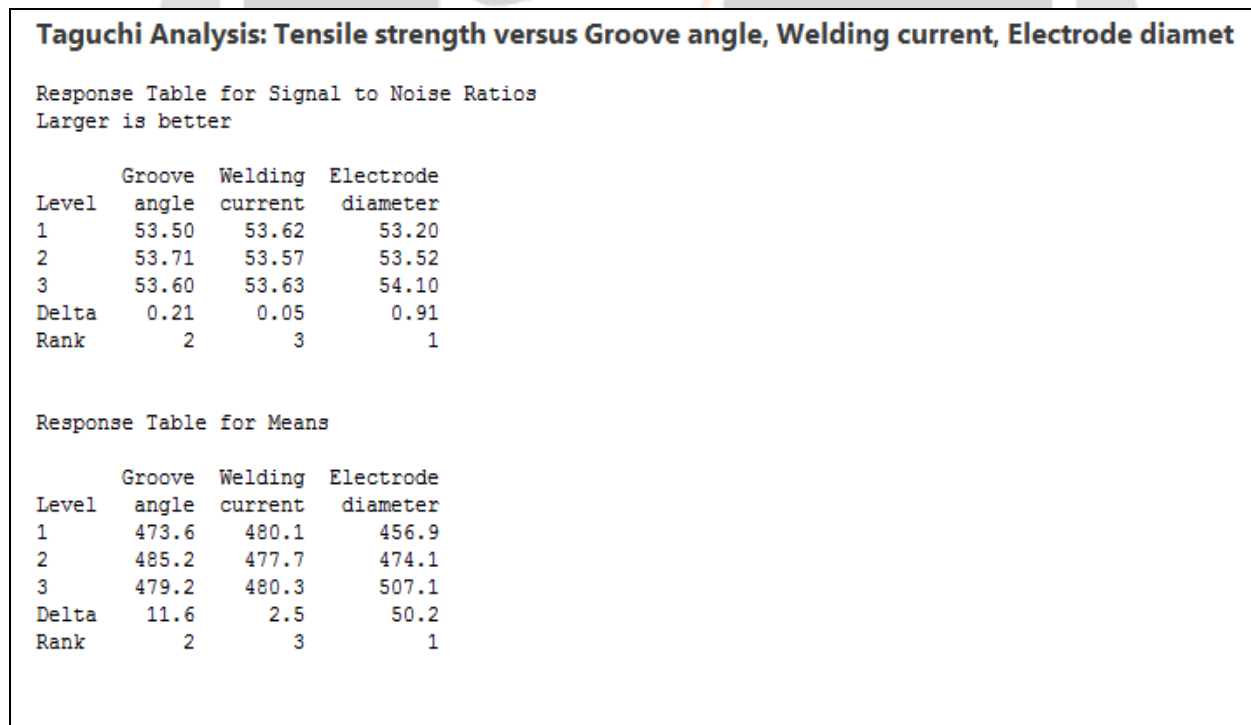 Taguchi Analysis: Tensile strength versus Groove angle, Welding current, Electrode diamet
Response Table for Signal to Noise Ratios
Larger is better
Groove Welding Electrode
Level angle current diameter
1 53.50 53.62 53.20
2 53.71 53.57 53.52
3 53.60 53.63 54.10
Delta 0.21 0.05 0.91
Rank 2 3 1
Response Table for Means
Groove Welding Electrode
Level angle current diameter
1 473.6 480.1 456.9
2 485.2 477.7 474.1
3 479.2 480.3 507.1
Delta 11.6 2.5 50.2
Rank 2 3 1